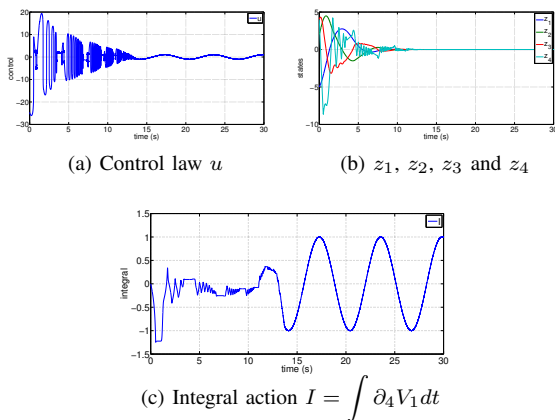 20
10
0
−10
−20
−30
control
0 5 10 15 20 25 30
time (s)
u
5
0
−5
−10
states
0 5 10 15 20 25 30
time (s)
z₁
z₂
z₃
z₄
(a) Control law u
(b) z₁, z₂, z₃ and z₄
1.5
1
0.5
0
−0.5
−1
−1.5
integral
0 5 10 15 20 25 30
time (s)
I
(c) Integral action I = ∫ ∂₄V₁dt